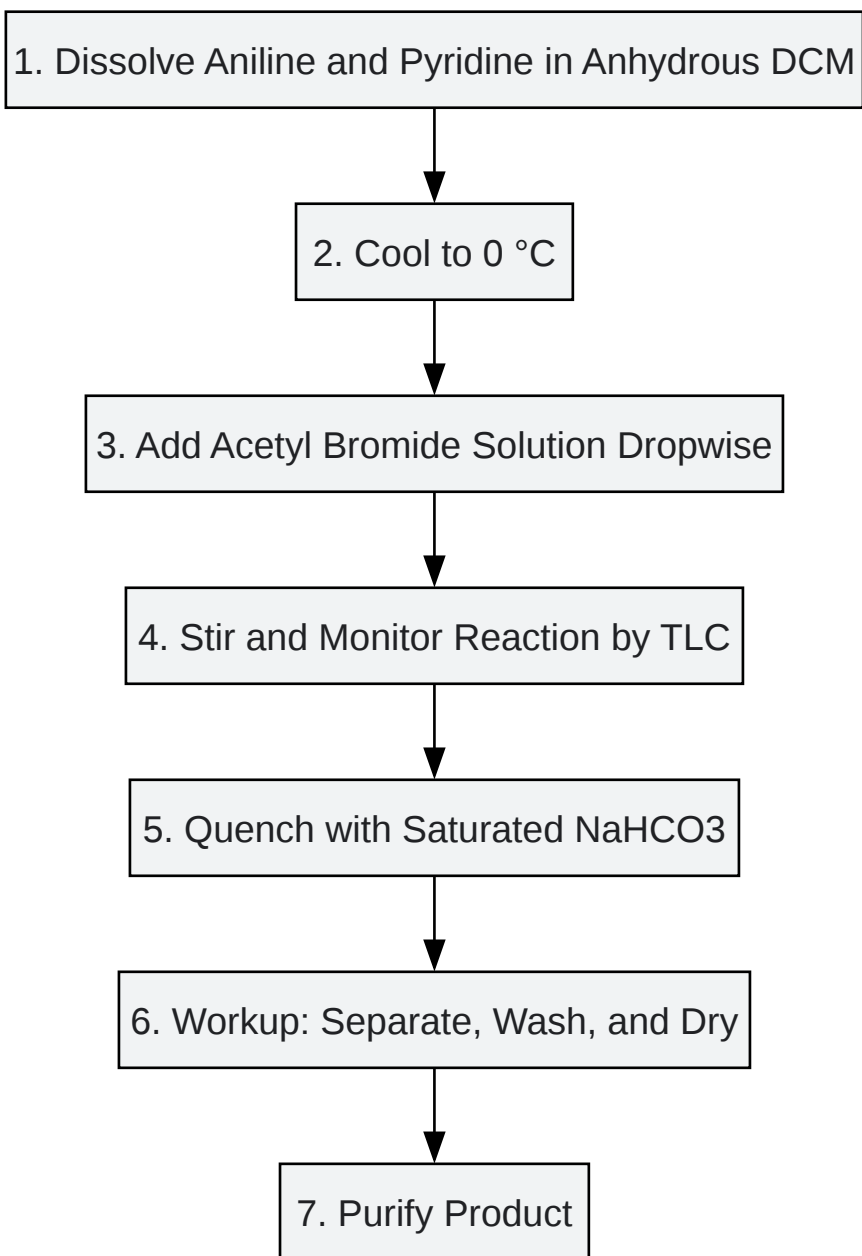 1. Dissolve Aniline and Pyridine in Anhydrous DCM
2. Cool to 0 °C
3. Add Acetyl Bromide Solution Dropwise
4. Stir and Monitor Reaction by TLC
5. Quench with Saturated NaHCO3
6. Workup: Separate, Wash, and Dry
7. Purify Product